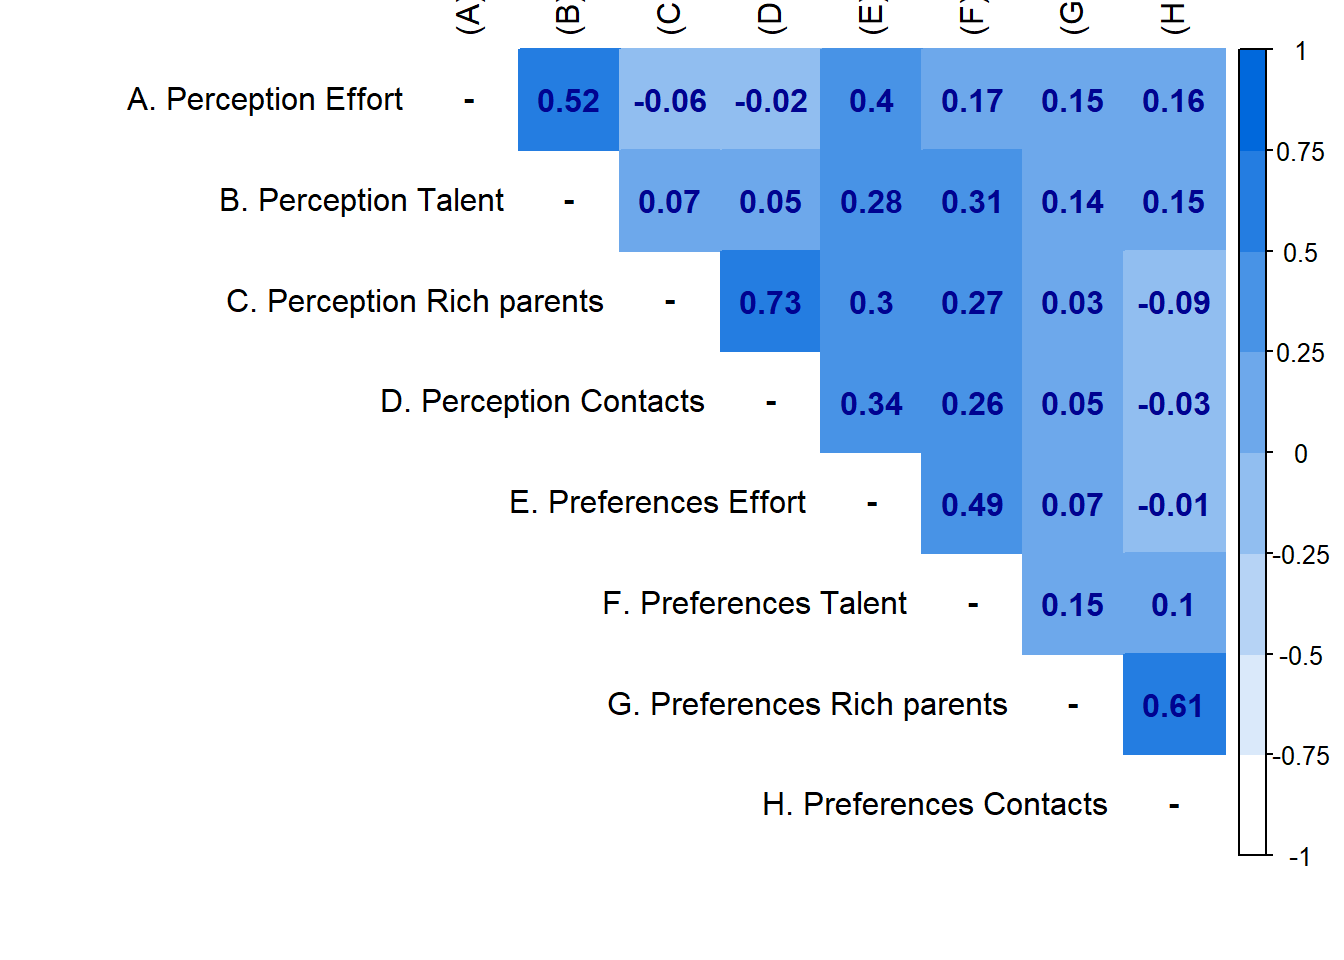 (A) (B) (C (D (E) (F) (G (H
1
A. Perception Effort - 0.52 -0.06 -0.02 0.4 0.17 0.15 0.16
0.75
B. Perception Talent - 0.07 0.05 0.28 0.31 0.14 0.15
0.5
C. Perception Rich parents - 0.73 0.3 0.27 0.03 -0.09
0.25
D. Perception Contacts - 0.34 0.26 0.05 -0.03
0
E. Preferences Effort - 0.49 0.07 -0.01
-0.25
F. Preferences Talent - 0.15 0.1
-0.5
G. Preferences Rich parents - 0.61
-0.75
H. Preferences Contacts -
-1